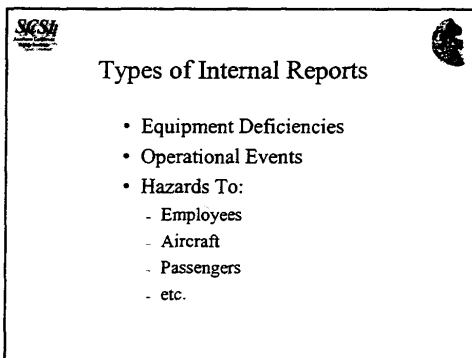 SCSI
Types of Internal Reports
• Equipment Deficiencies
• Operational Events
• Hazards To:
- Employees
- Aircraft
- Passengers
- etc.